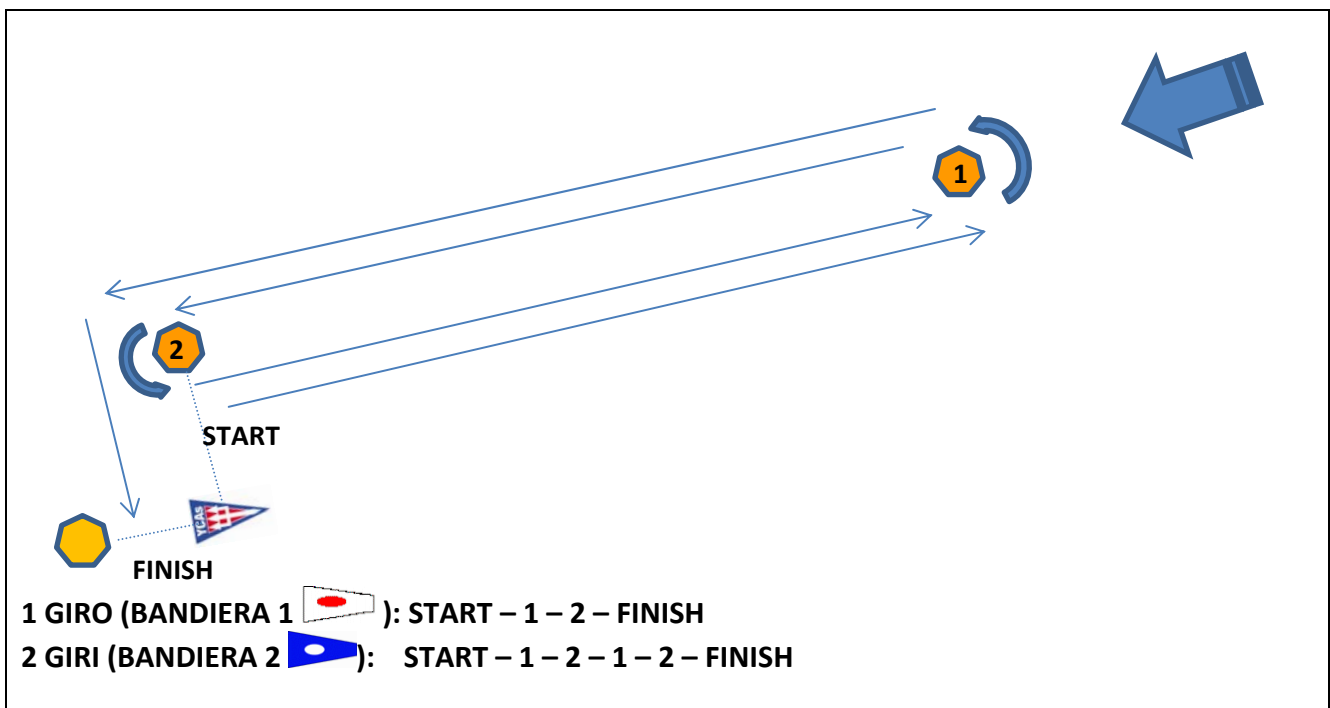 1
2
START
YCAS
FINISH
1 GIRO (BANDIERA 1 ): START – 1 – 2 – FINISH
2 GIRI (BANDIERA 2 ): START – 1 – 2 – 1 – 2 – FINISH